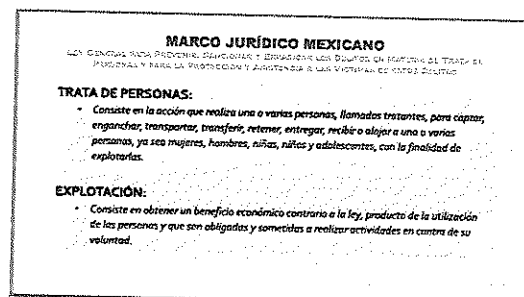 MARCO JURÍDICO MEXICANO
LEY GENERAL PARA PREVENIR, SANCIONAR Y ERRADICAR LOS DELITOS EN MATERIA DE TRATA DE
PERSONAS Y PARA LA PROTECCIÓN Y ASISTENCIA A LAS VÍCTIMAS DE ESTOS DELITOS
TRATA DE PERSONAS:
• Consiste en la acción que realiza una o varias personas, llamadas tratantes, para captar,
enganchar, transportar, transferir, retener, entregar, recibir o alojar a una o varias
personas, ya sea mujeres, hombres, niñas, niños y adolescentes, con la finalidad de
explotarlas.
EXPLOTACIÓN:
• Consiste en obtener un beneficio económico contrario a la ley, producto de la utilización
de las personas y que son obligadas y sometidas a realizar actividades en contra de su
voluntad.